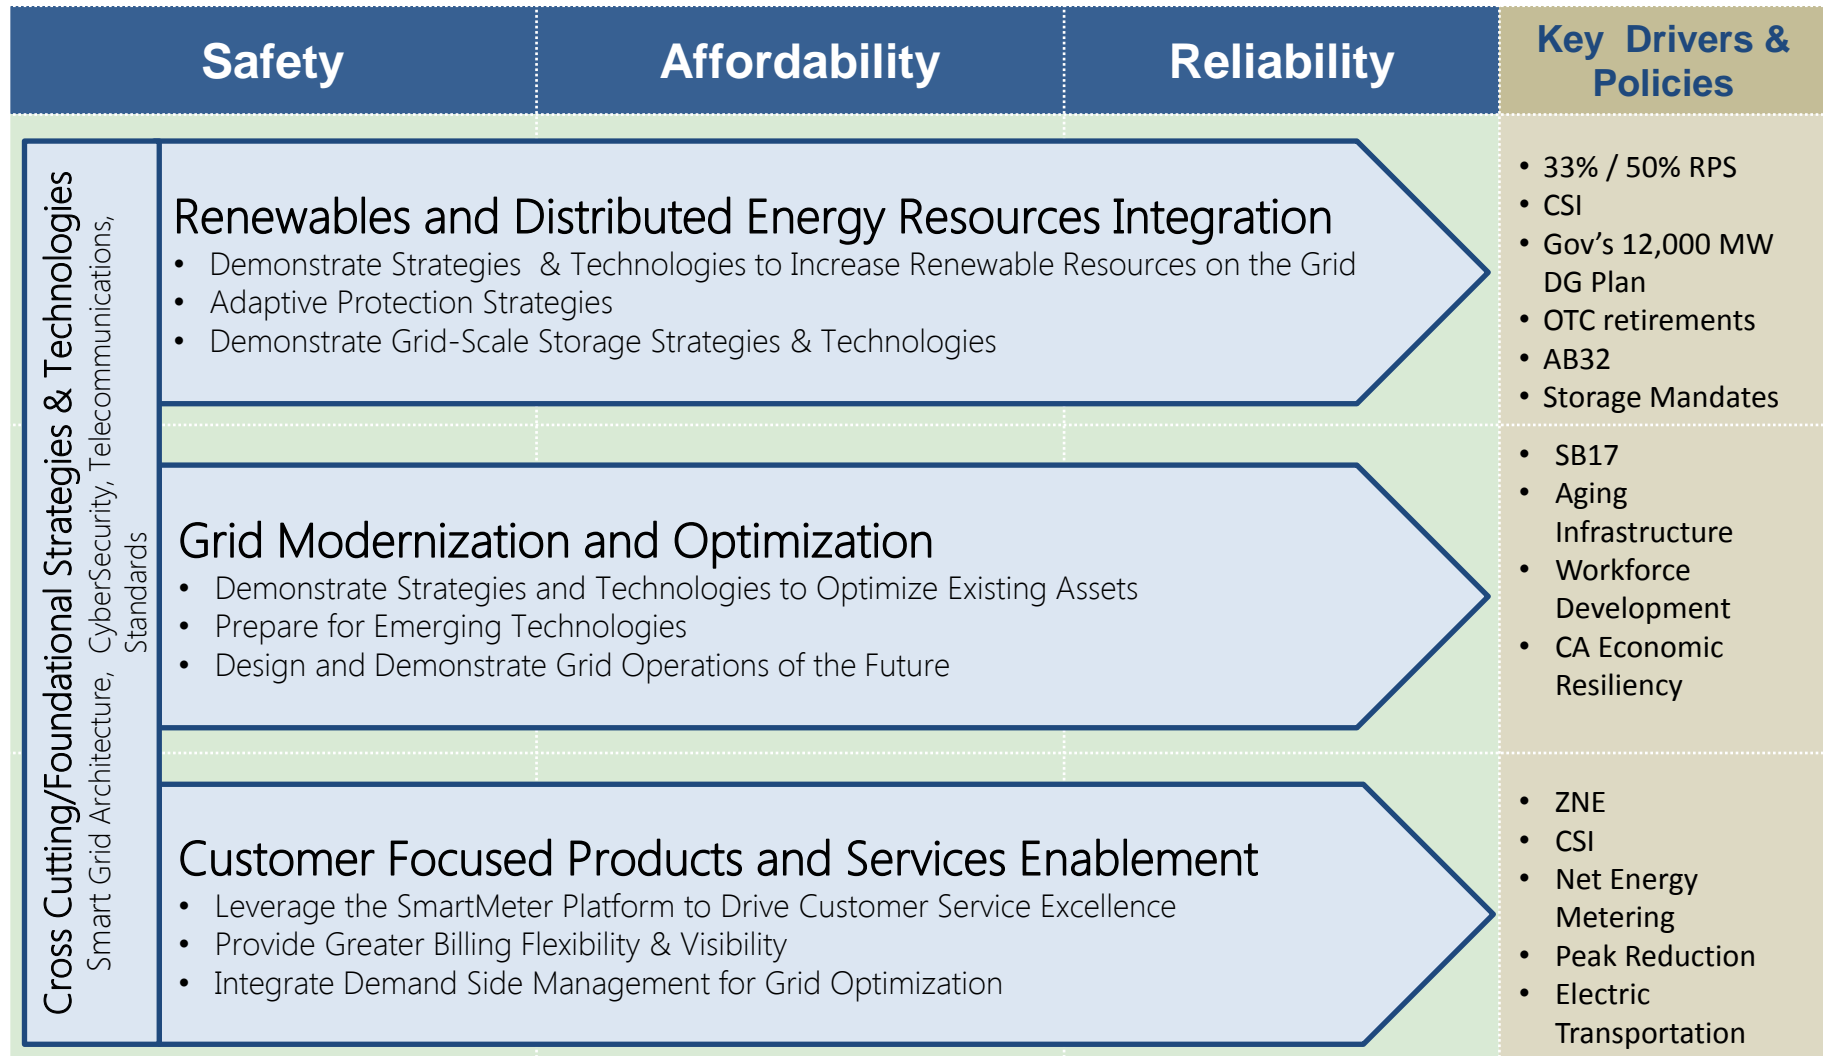 Safety
Affordability
Reliability
Key Drivers &
Policies
Cross Cutting/Foundational Strategies & Technologies
Smart Grid Architecture, CyberSecurity, Telecommunications,
Standards
Renewables and Distributed Energy Resources Integration
• Demonstrate Strategies & Technologies to Increase Renewable Resources on the Grid
• Adaptive Protection Strategies
• Demonstrate Grid-Scale Storage Strategies & Technologies
• 33% / 50% RPS
• CSI
• Gov's 12,000 MW
DG Plan
• OTC retirements
• AB32
• Storage Mandates
Grid Modernization and Optimization
• Demonstrate Strategies and Technologies to Optimize Existing Assets
• Prepare for Emerging Technologies
• Design and Demonstrate Grid Operations of the Future
• SB17
• Aging
Infrastructure
• Workforce
Development
• CA Economic
Resiliency
Customer Focused Products and Services Enablement
• Leverage the SmartMeter Platform to Drive Customer Service Excellence
• Provide Greater Billing Flexibility & Visibility
• Integrate Demand Side Management for Grid Optimization
• ZNE
• CSI
• Net Energy
Metering
• Peak Reduction
• Electric
Transportation